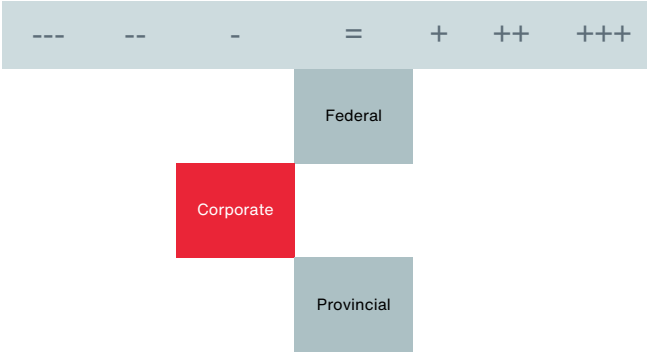 --- -- - = + ++ +++
Federal
Corporate
Provincial